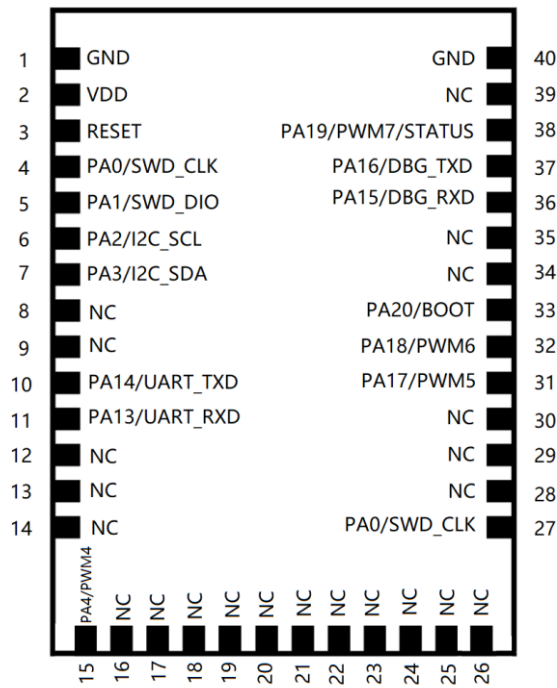 1 GND GND 40
2 VDD NC 39
3 RESET PA19/PWM7/STATUS 38
4 PA0/SWD_CLK PA16/DBG_TXD 37
5 PA1/SWD_DIO PA15/DBG_RXD 36
6 PA2/I2C_SCL NC 35
7 PA3/I2C_SDA NC 34
8 NC PA20/BOOT 33
9 NC PA18/PWM6 32
10 PA14/UART_TXD PA17/PWM5 31
11 PA13/UART_RXD NC 30
12 NC NC 29
13 NC NC 28
14 NC PA0/SWD_CLK 27
PA4/PWM4 NC NC NC NC NC NC NC NC NC NC NC
15 16 17 18 19 20 21 22 23 24 25 26